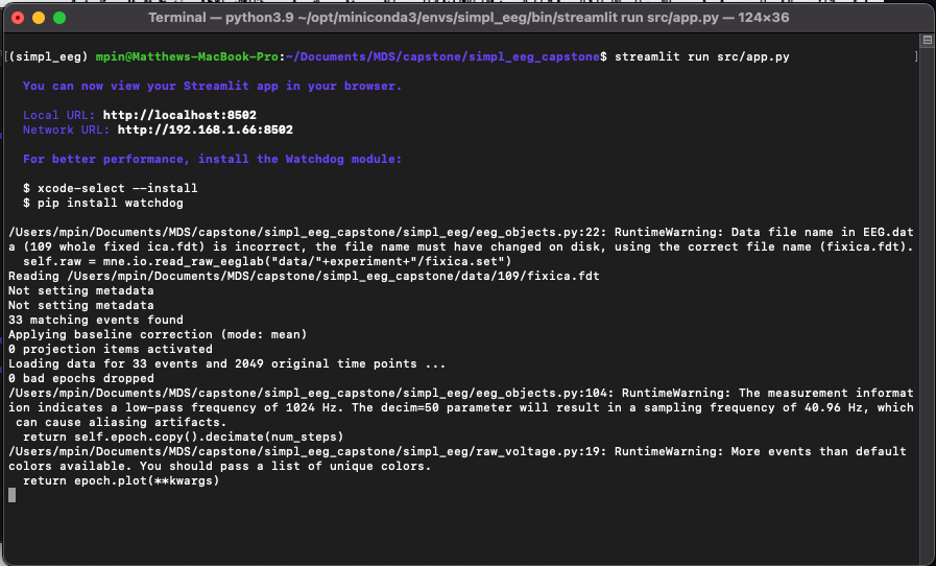 Terminal — python3.9 ~/opt/miniconda3/envs/simpl_eeg/bin/streamlit run src/app.py — 124×36
[(simpl_eeg) mpin@Matthews-MacBook-Pro:~/Documents/MDS/capstone/simpl_eeg_capstone$ streamlit run src/app.py ]
You can now view your Streamlit app in your browser.
Local URL: http://localhost:8502
Network URL: http://192.168.1.66:8502
For better performance, install the Watchdog module:
$ xcode-select --install
$ pip install watchdog
/Users/mpin/Documents/MDS/capstone/simpl_eeg_capstone/simpl_eeg/eeg_objects.py:22: RuntimeWarning: Data file name in EEG.dat
a (109 whole fixed ica.fdt) is incorrect, the file name must have changed on disk, using the correct file name (fixica.fdt).
self.raw = mne.io.read_raw_eeglab("data/"+experiment+"/fixica.set")
Reading /Users/mpin/Documents/MDS/capstone/simpl_eeg_capstone/data/109/fixica.fdt
Not setting metadata
Not setting metadata
33 matching events found
Applying baseline correction (mode: mean)
0 projection items activated
Loading data for 33 events and 2049 original time points ...
0 bad epochs dropped
/Users/mpin/Documents/MDS/capstone/simpl_eeg_capstone/simpl_eeg/eeg_objects.py:104: RuntimeWarning: The measurement informat
ion indicates a low-pass frequency of 1024 Hz. The decim=50 parameter will result in a sampling frequency of 40.96 Hz, which
can cause aliasing artifacts.
return self.epoch.copy().decimate(num_steps)
/Users/mpin/Documents/MDS/capstone/simpl_eeg_capstone/simpl_eeg/raw_voltage.py:19: RuntimeWarning: More events than default
colors available. You should pass a list of unique colors.
return epoch.plot(**kwargs)